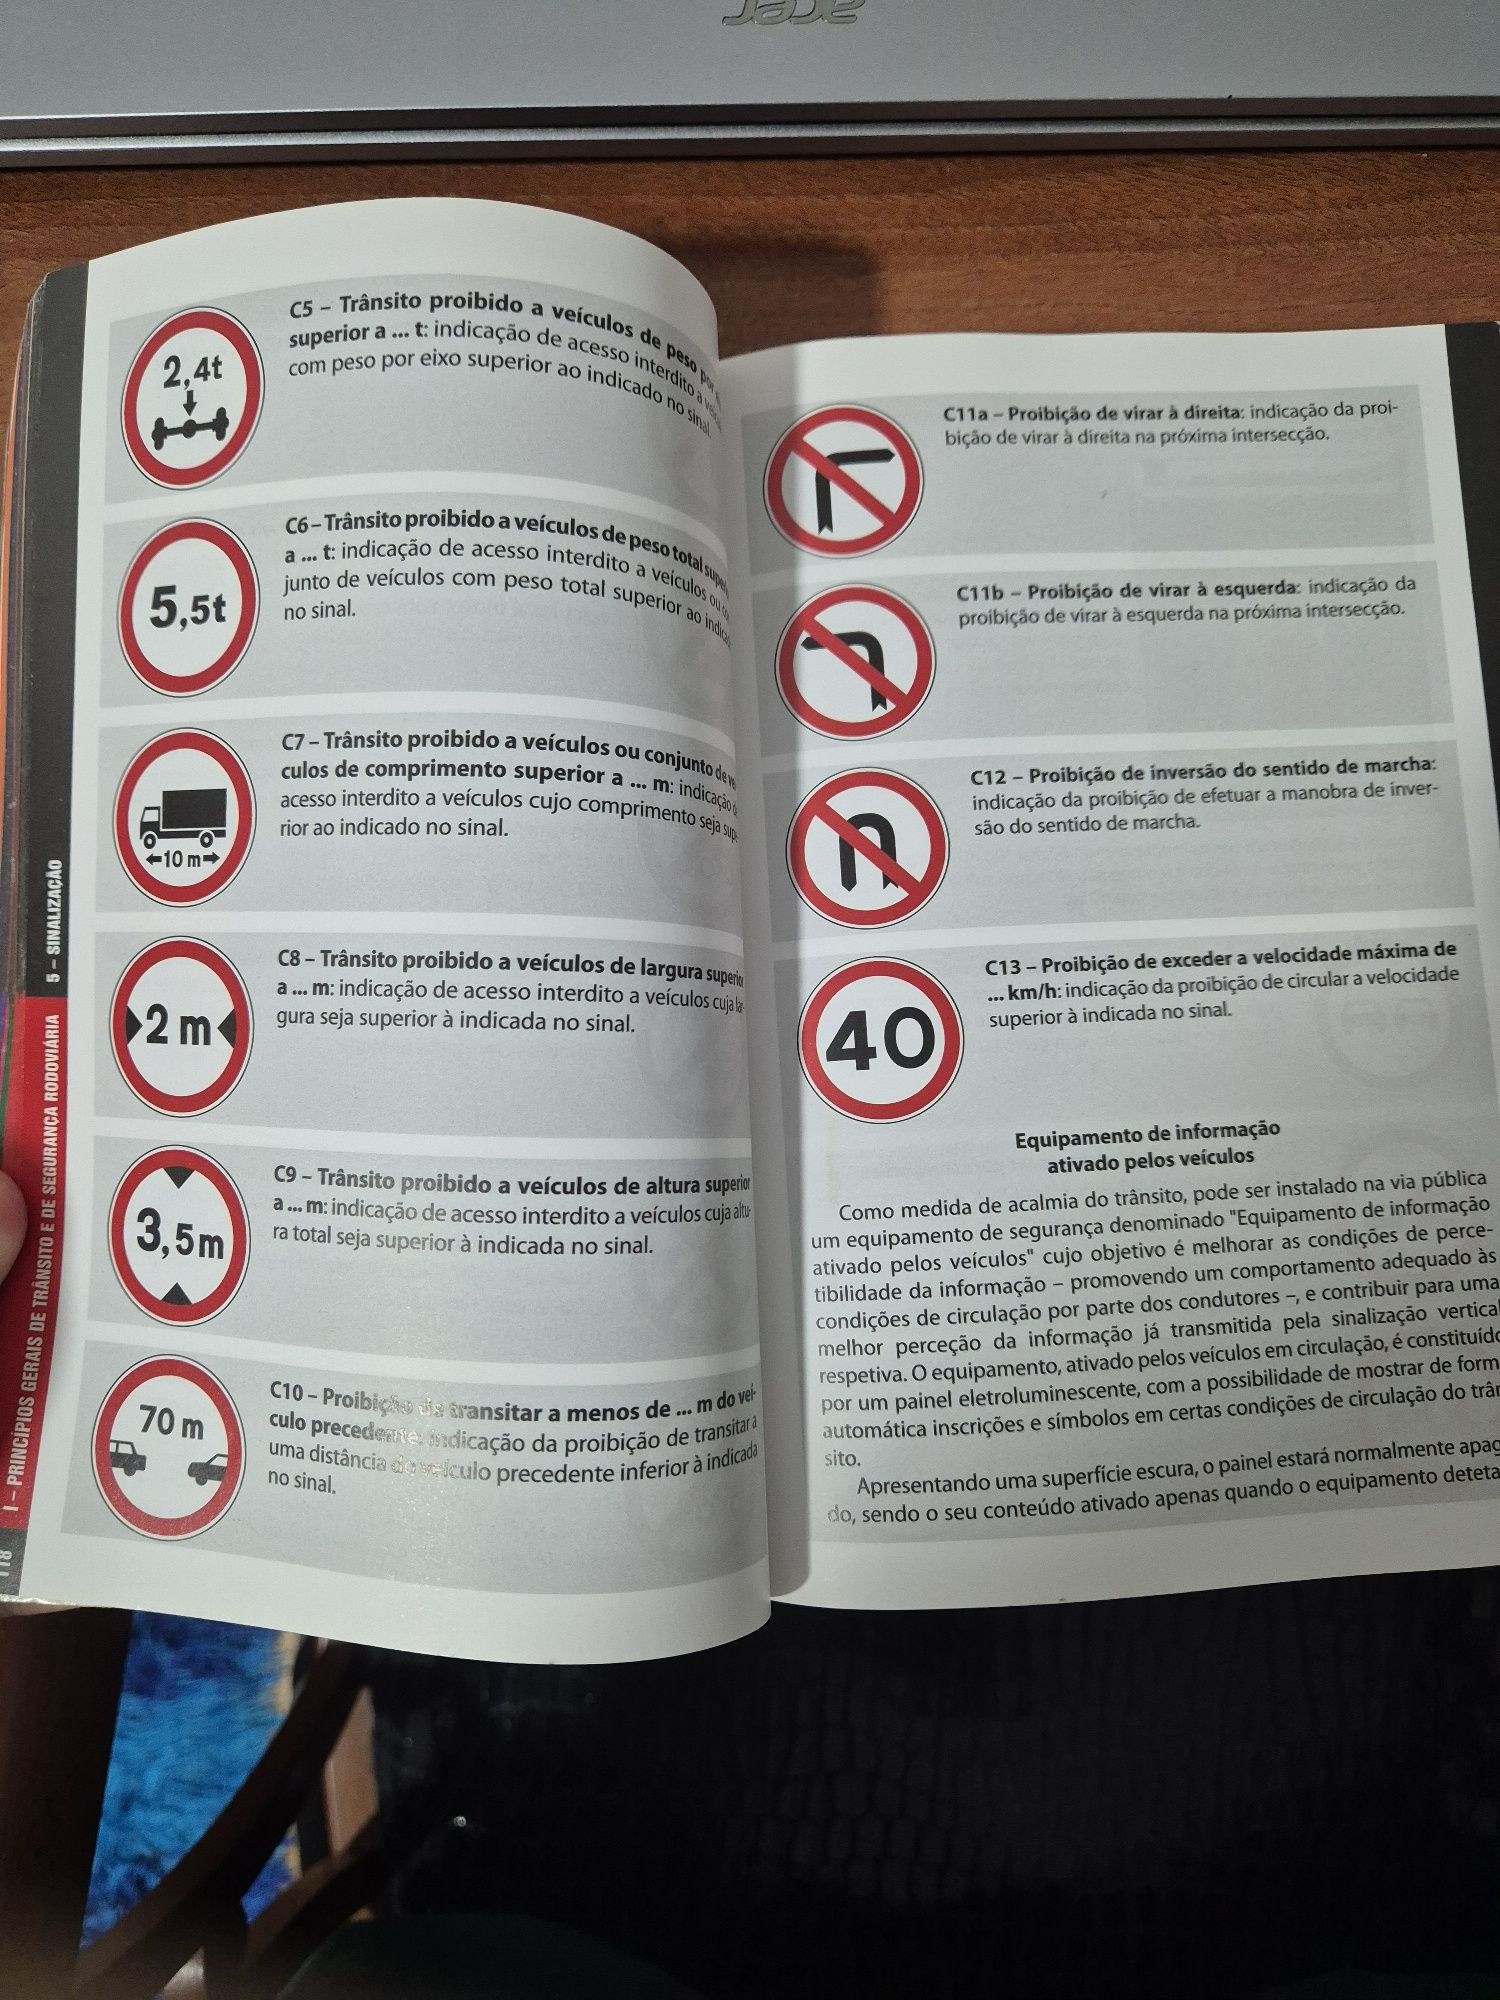 acer
C5 – Trânsito proibido a veículos de peso por
superior a ... t: indicação de acesso interdito a
com peso por eixo superior ao indicado no sinal.
2,4t
C6 – Trânsito proibido a veículos de peso total
a ... t: indicação de acesso interdito a veículos ou
junto de veículos com peso total superior ao
no sinal.
5,5t
C7 – Trânsito proibido a veículos ou conjunto de
culos de comprimento superior a ... m: indicação
acesso interdito a veículos cujo comprimento seja supe-
rior ao indicado no sinal.
10 m
C8 – Trânsito proibido a veículos de largura superior
a ... m: indicação de acesso interdito a veículos cuja lar-
gura seja superior à indicada no sinal.
2 m
C9 – Trânsito proibido a veículos de altura superior
a ... m: indicação de acesso interdito a veículos cuja altu-
ra total seja superior à indicada no sinal.
3,5m
C10 – Proibição de transitar a menos de ... m do veí-
culo precedente: indicação da proibição de transitar a
uma distância do veículo precedente inferior à indicada
no sinal.
70 m
5 – SINALIZAÇÃO
I – PRINCÍPIOS GERAIS DE TRÂNSITO E DE SEGURANÇA RODOVIÁRIA
118
C11a – Proibição de virar à direita: indicação da proi-
bição de virar à direita na próxima intersecção.
C11b – Proibição de virar à esquerda: indicação da
proibição de virar à esquerda na próxima intersecção.
C12 – Proibição de inversão do sentido de marcha:
indicação da proibição de efetuar a manobra de inver-
são do sentido de marcha.
C13 – Proibição de exceder a velocidade máxima de
... km/h: indicação da proibição de circular a velocidade
superior à indicada no sinal.
40
Equipamento de informação
ativado pelos veículos
Como medida de acalmia do trânsito, pode ser instalado na via pública
um equipamento de segurança denominado "Equipamento de informação
ativado pelos veículos" cujo objetivo é melhorar as condições de perce-
tibilidade da informação – promovendo um comportamento adequado às
condições de circulação por parte dos condutores –, e contribuir para uma
melhor perceção da informação já transmitida pela sinalização vertical
respetiva. O equipamento, ativado pelos veículos em circulação, é constituído
por um painel eletroluminescente, com a possibilidade de mostrar de form
automática inscrições e símbolos em certas condições de circulação do trân
sito.
Apresentando uma superfície escura, o painel estará normalmente apag
do, sendo o seu conteúdo ativado apenas quando o equipamento deteta